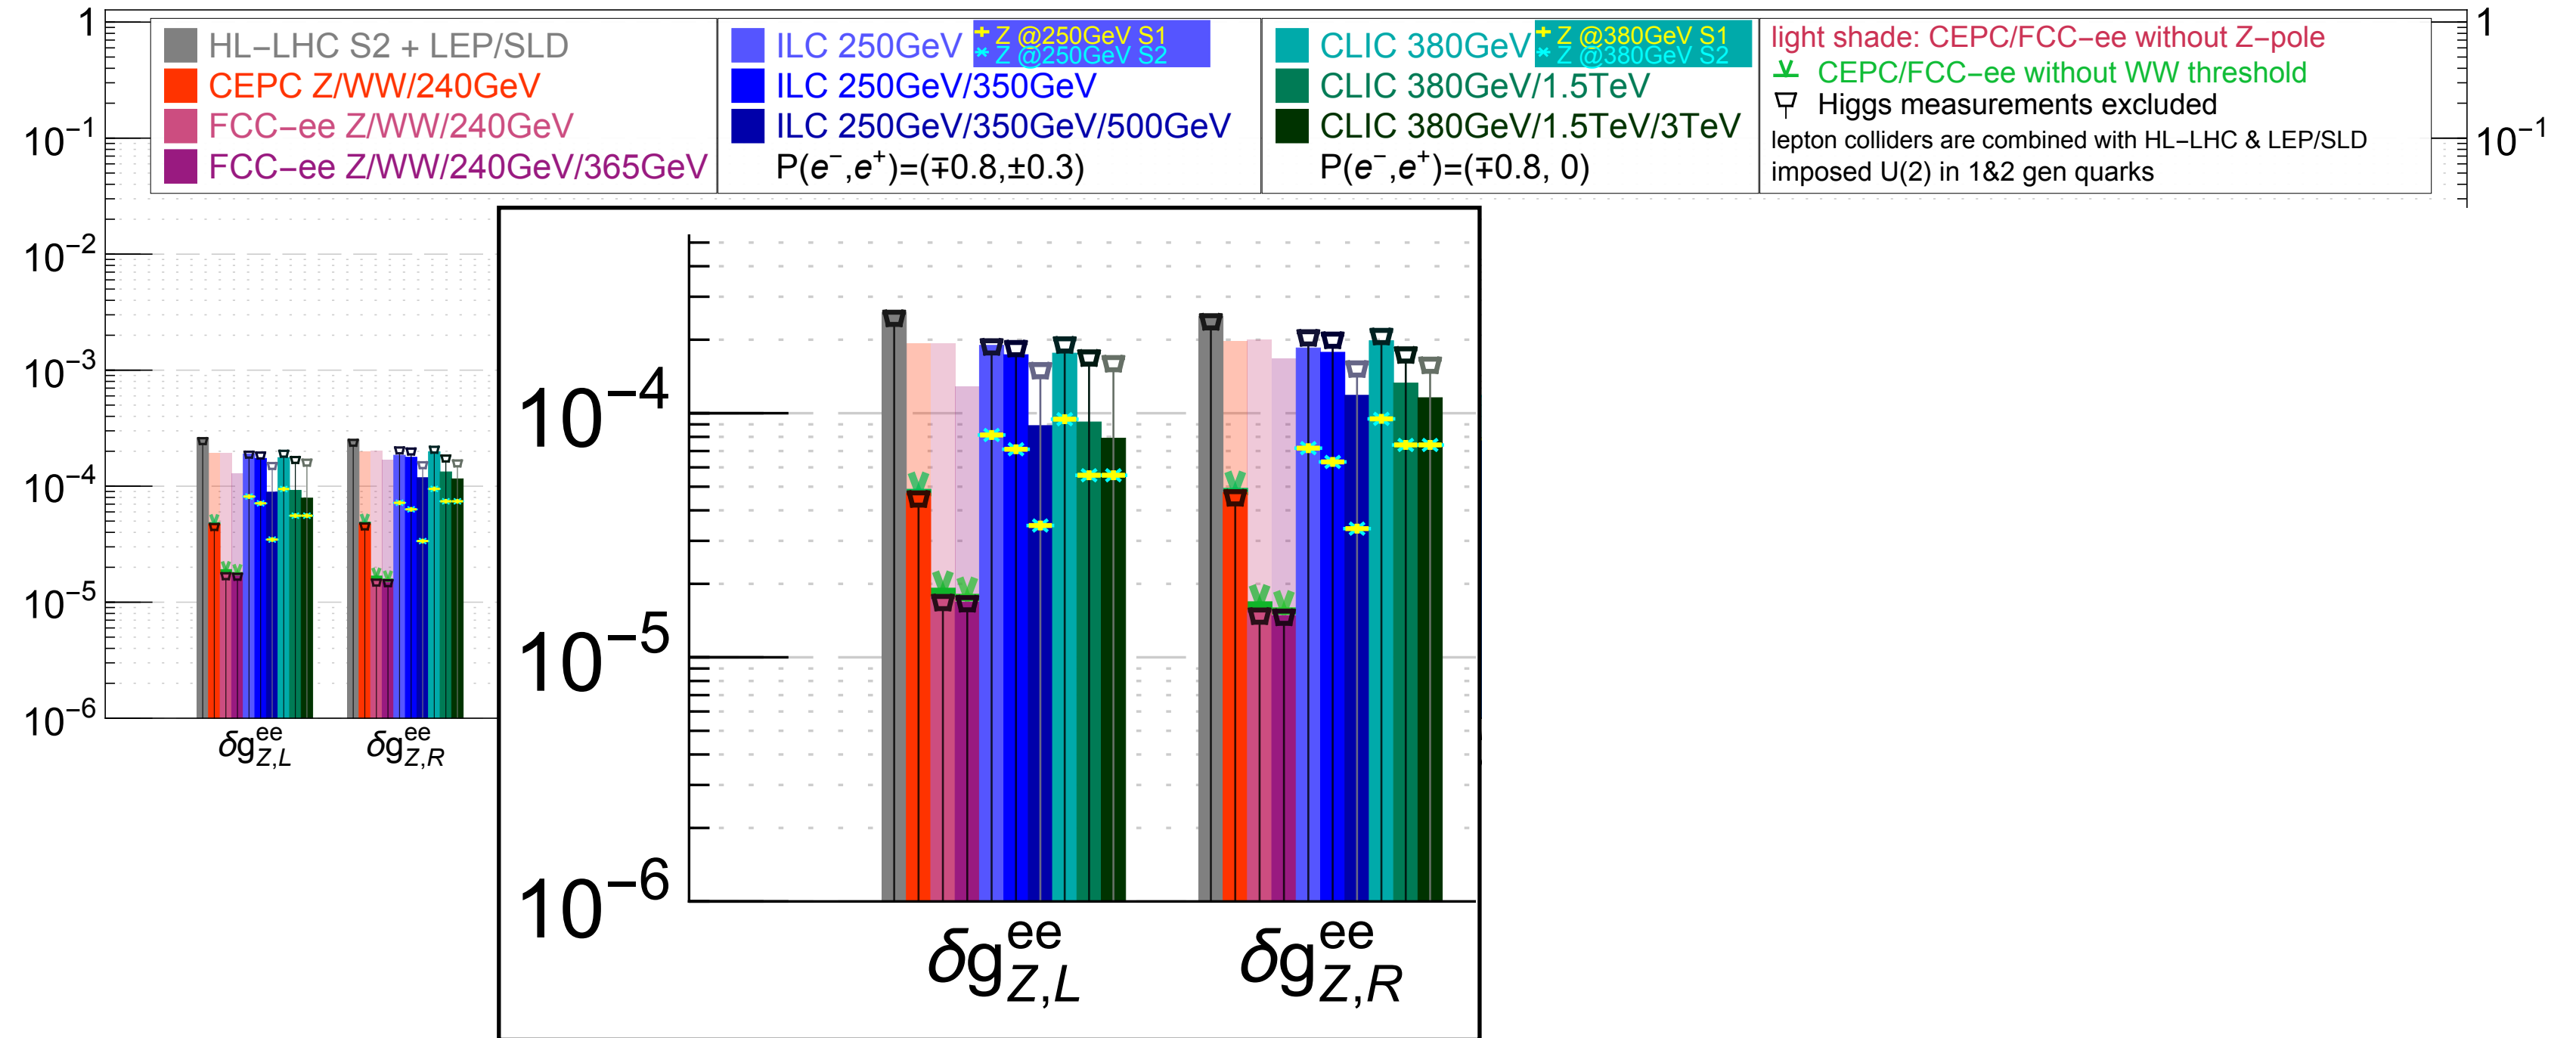 1
10−1
10−2
10−3
10−4
10−5
10−6
HL−LHC S2 + LEP/SLD
CEPC Z/WW/240GeV
FCC−ee Z/WW/240GeV
FCC−ee Z/WW/240GeV/365GeV
ILC 250GeV
Z @250GeV S1
Z @250GeV S2
ILC 250GeV/350GeV
ILC 250GeV/350GeV/500GeV
P(e−,e+)=(∓0.8,±0.3)
CLIC 380GeV
Z @380GeV S1
Z @380GeV S2
CLIC 380GeV/1.5TeV
CLIC 380GeV/1.5TeV/3TeV
P(e−,e+)=(∓0.8, 0)
light shade: CEPC/FCC−ee without Z−pole
CEPC/FCC−ee without WW threshold
Higgs measurements excluded
lepton colliders are combined with HL−LHC & LEP/SLD
imposed U(2) in 1&2 gen quarks
1
10−1
δg ee Z,L
δg ee Z,R
10−4
10−5
10−6
δg ee Z,L
δg ee Z,R